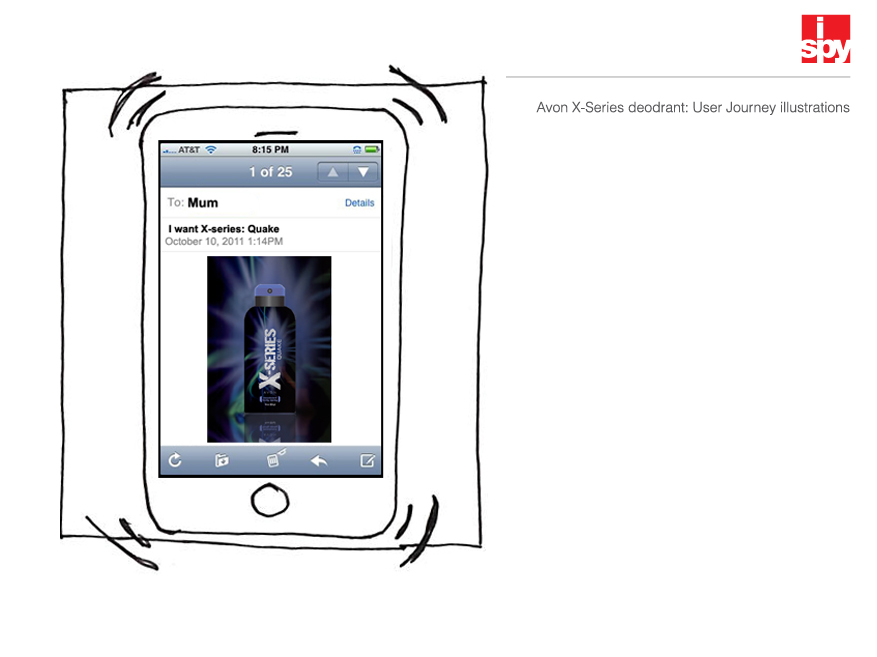 i
spy
Avon X-Series deodrant: User Journey illustrations
AT&T 8:15 PM
1 of 25
To: Mum Details
I want X-series: Quake
October 10, 2011 1:14PM
X-SERIES
QUAKE